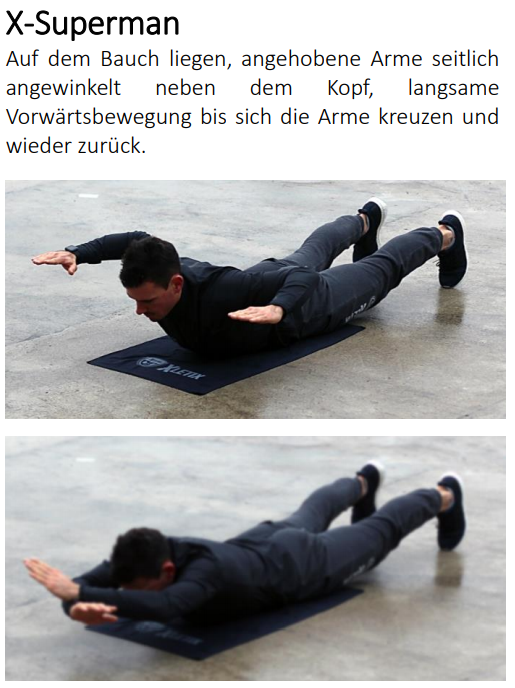 X-Superman
Auf dem Bauch liegen, angehobene Arme seitlich
angewinkelt neben dem Kopf, langsame
Vorwärtsbewegung bis sich die Arme kreuzen und
wieder zurück.
XLETIX